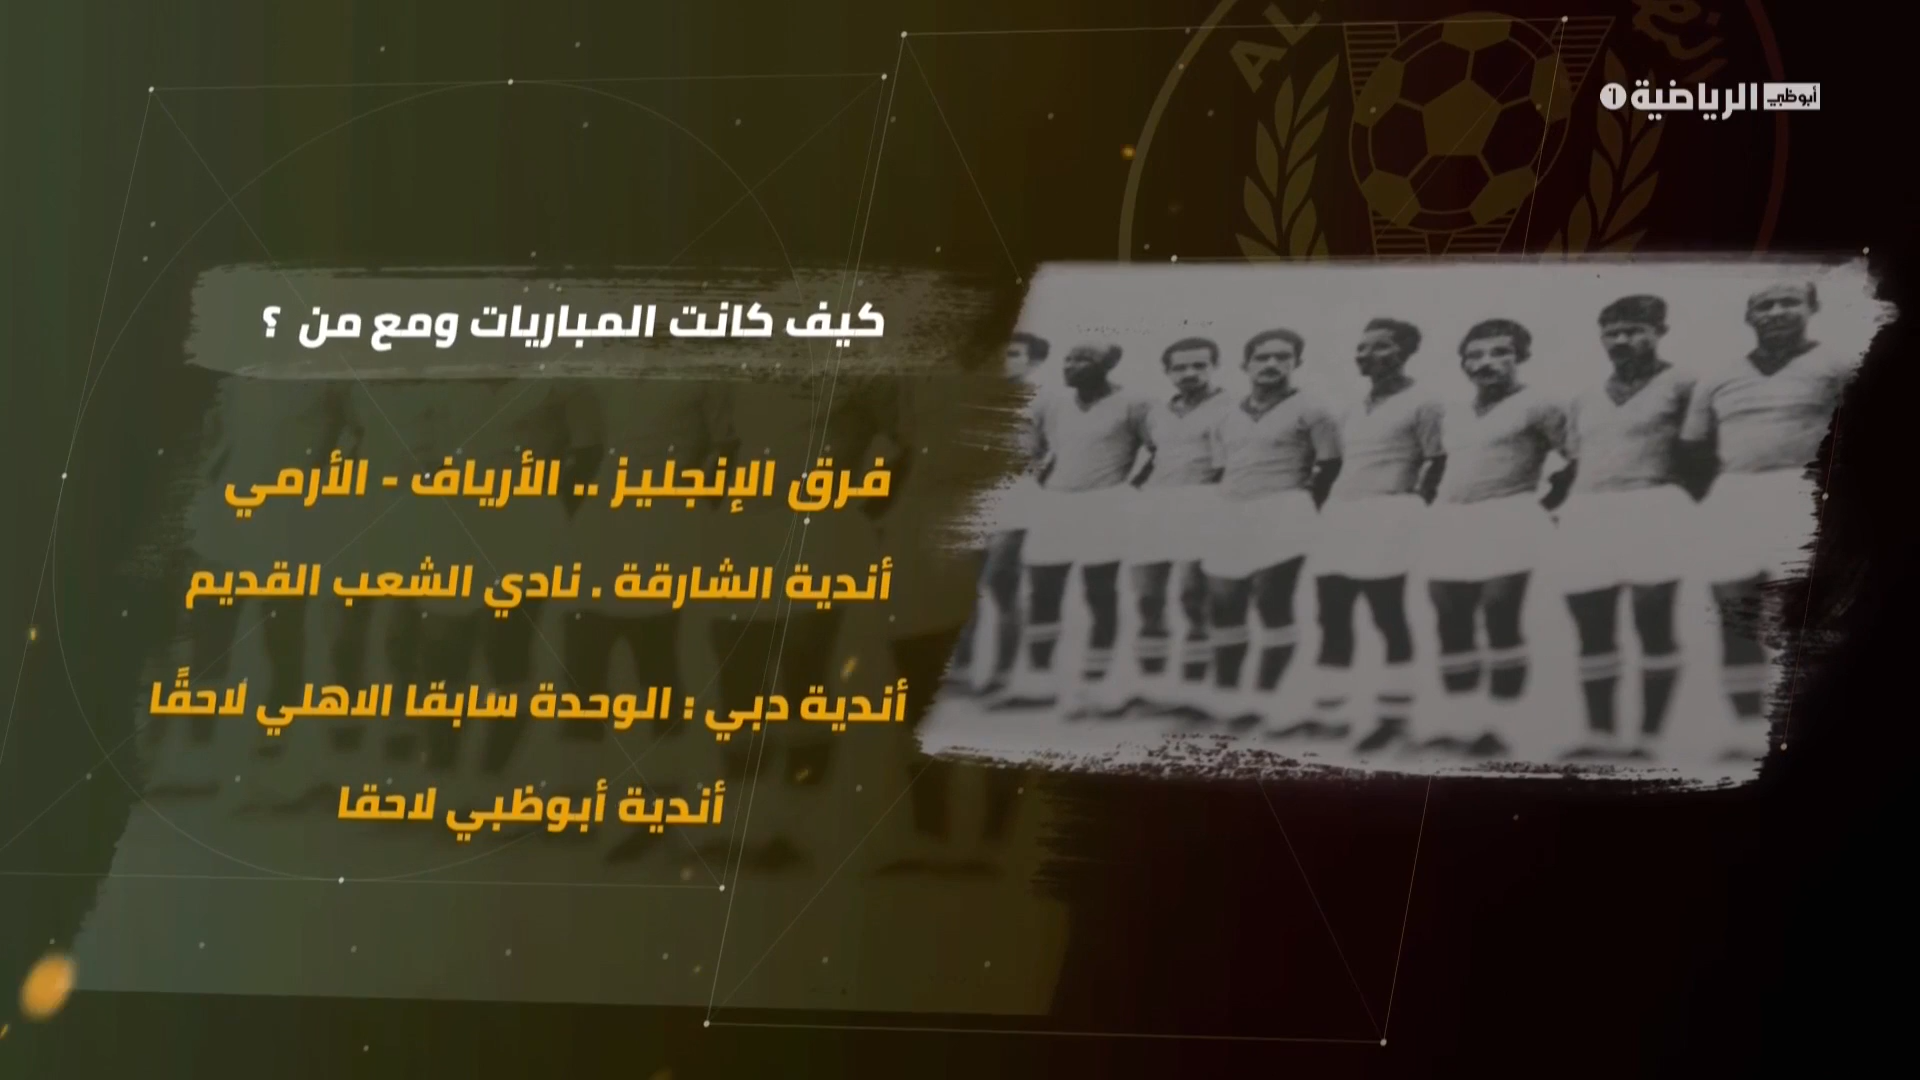 AL
أبوظبي الرياضية 1
كيف كانت المباريات ومع من ؟
فرق الإنجليز .. الأرياف - الأرمي
أندية الشارقة . نادي الشعب القديم
أندية دبي : الوحدة سابقا الاهلي لاحقًا
أندية أبوظبي لاحقا